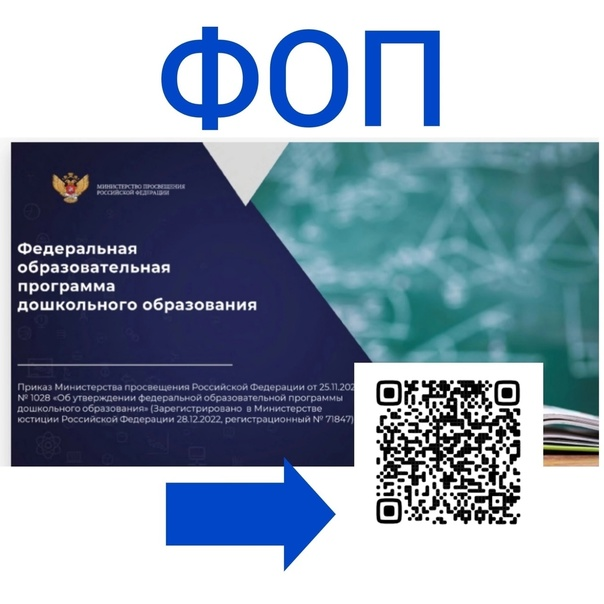 ФОП
МИНИСТЕРСТВО ПРОСВЕЩЕНИЯ
РОССИЙСКОЙ ФЕДЕРАЦИИ
Федеральная
образовательная
программа
дошкольного образования
Приказ Министерства просвещения Российской Федерации от 25.11.202
№ 1028 «Об утверждении федеральной образовательной программы
дошкольного образования» (Зарегистрировано в Министерстве
юстиции Российской Федерации 28.12.2022, регистрационный № 71847)